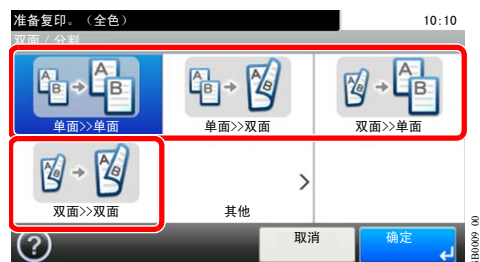 准备复印。（全色） 10:10
双面 / 分割
A B A B
单面>>单面
A B A B
单面>>双面
A B A B
双面>>单面
A B A B
双面>>双面
其他
?
取消
确定